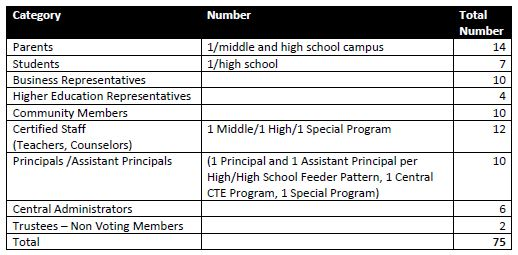 Category Number Total Number
Parents 1/middle and high school campus 14
Students 1/high school 7
Business Representatives 10
Higher Education Representatives 4
Community Members 10
Certified Staff (Teachers, Counselors) 1 Middle/1 High/1 Special Program 12
Principals /Assistant Principals (1 Principal and 1 Assistant Principal per High/High School Feeder Pattern, 1 Central CTE Program, 1 Special Program) 10
Central Administrators 6
Trustees – Non Voting Members 2
Total 75